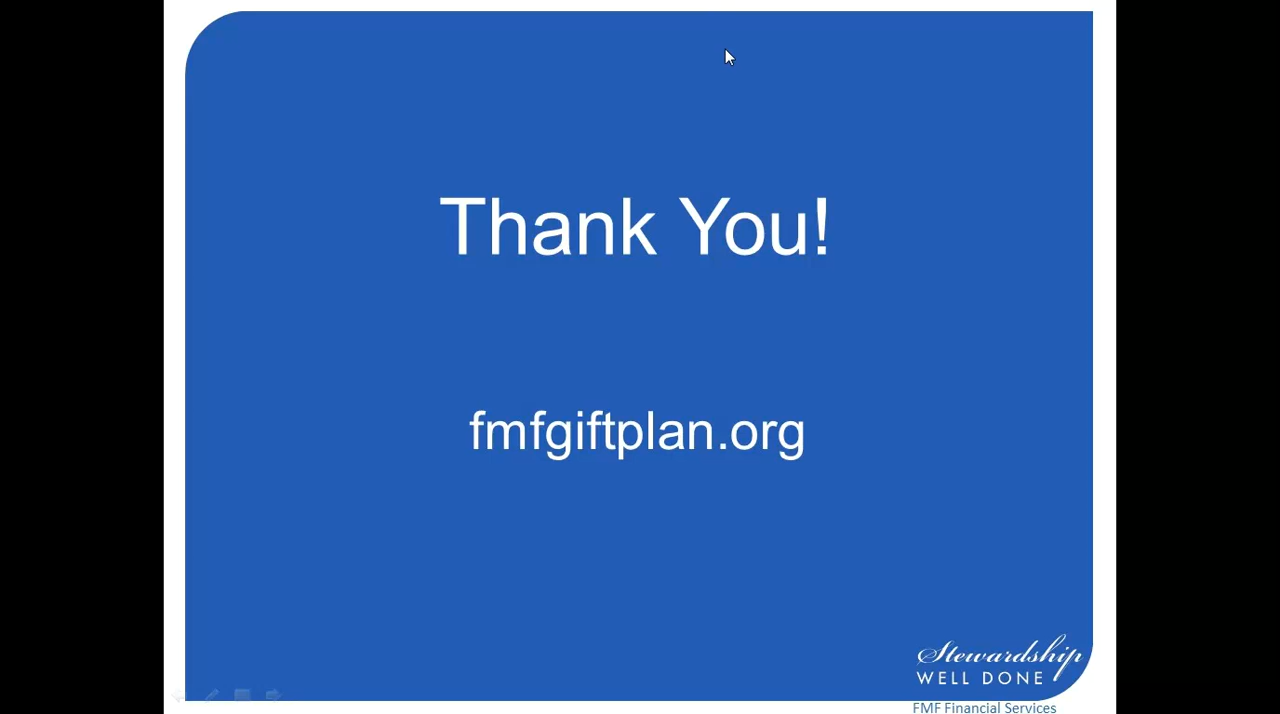 Thank You!
fmfgiftplan.org
Stewardship
WELL DONE
FMF Financial Services